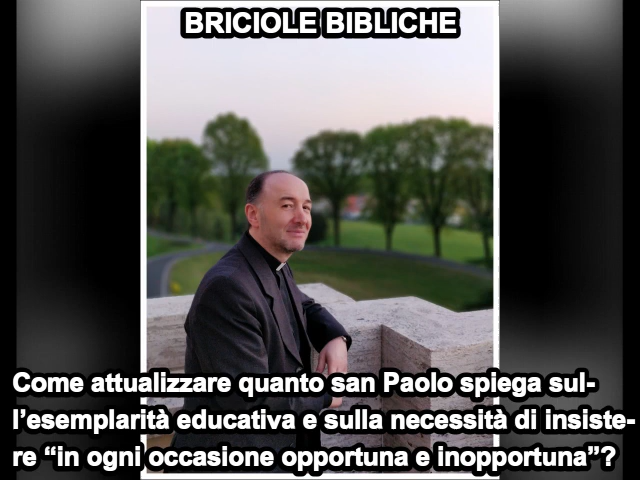 BRICIOLE BIBLICHE
Come attualizzare quanto san Paolo spiega sul-
l’esemplarità educativa e sulla necessità di insiste-
re “in ogni occasione opportuna e inopportuna”?